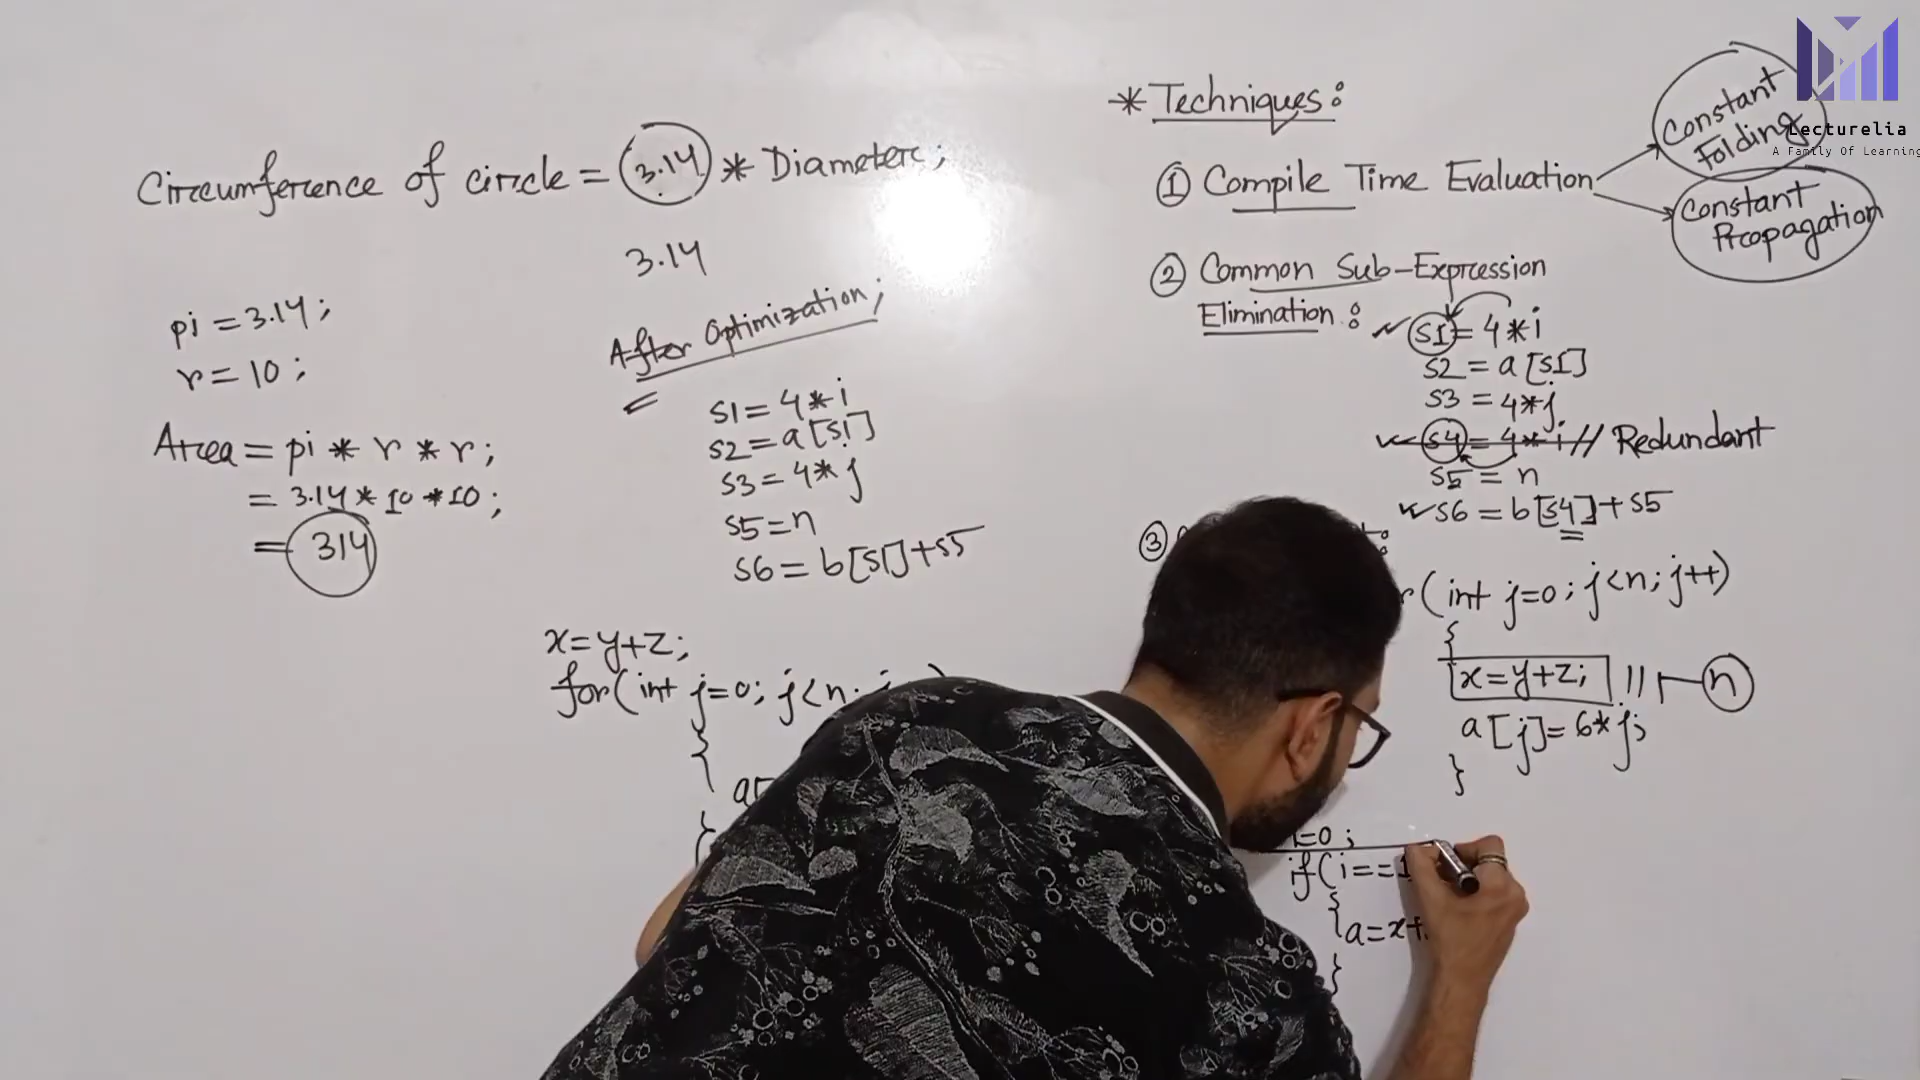 Circumference of circle = 3.14 * Diameter;
3.14
pi = 3.14;
r = 10;
Area = pi * r * r;
= 3.14 * 10 * 10;
= 314
After Optimization;
s1 = 4 * i
s2 = a[s1]
s3 = 4 * j
s5 = n
s6 = b[s1] + s5
x = y + z;
for(int j=0; j<n;
{
a[
}
* Techniques:
① Compile Time Evaluation
Constant Folding
Constant Propagation
② Common Sub-Expression
Elimination:
s1 = 4 * i
s2 = a[s1]
s3 = 4 * j
s4 = 4 * i // Redundant
s5 = n
s6 = b[s4] + s5
③
(int j=0; j<n; j++)
{
x = y + z; || n
a[j] = 6 * j;
}
i=0;
if(i==1
{
a=x+
}
Lecturelia
A Family Of Learning